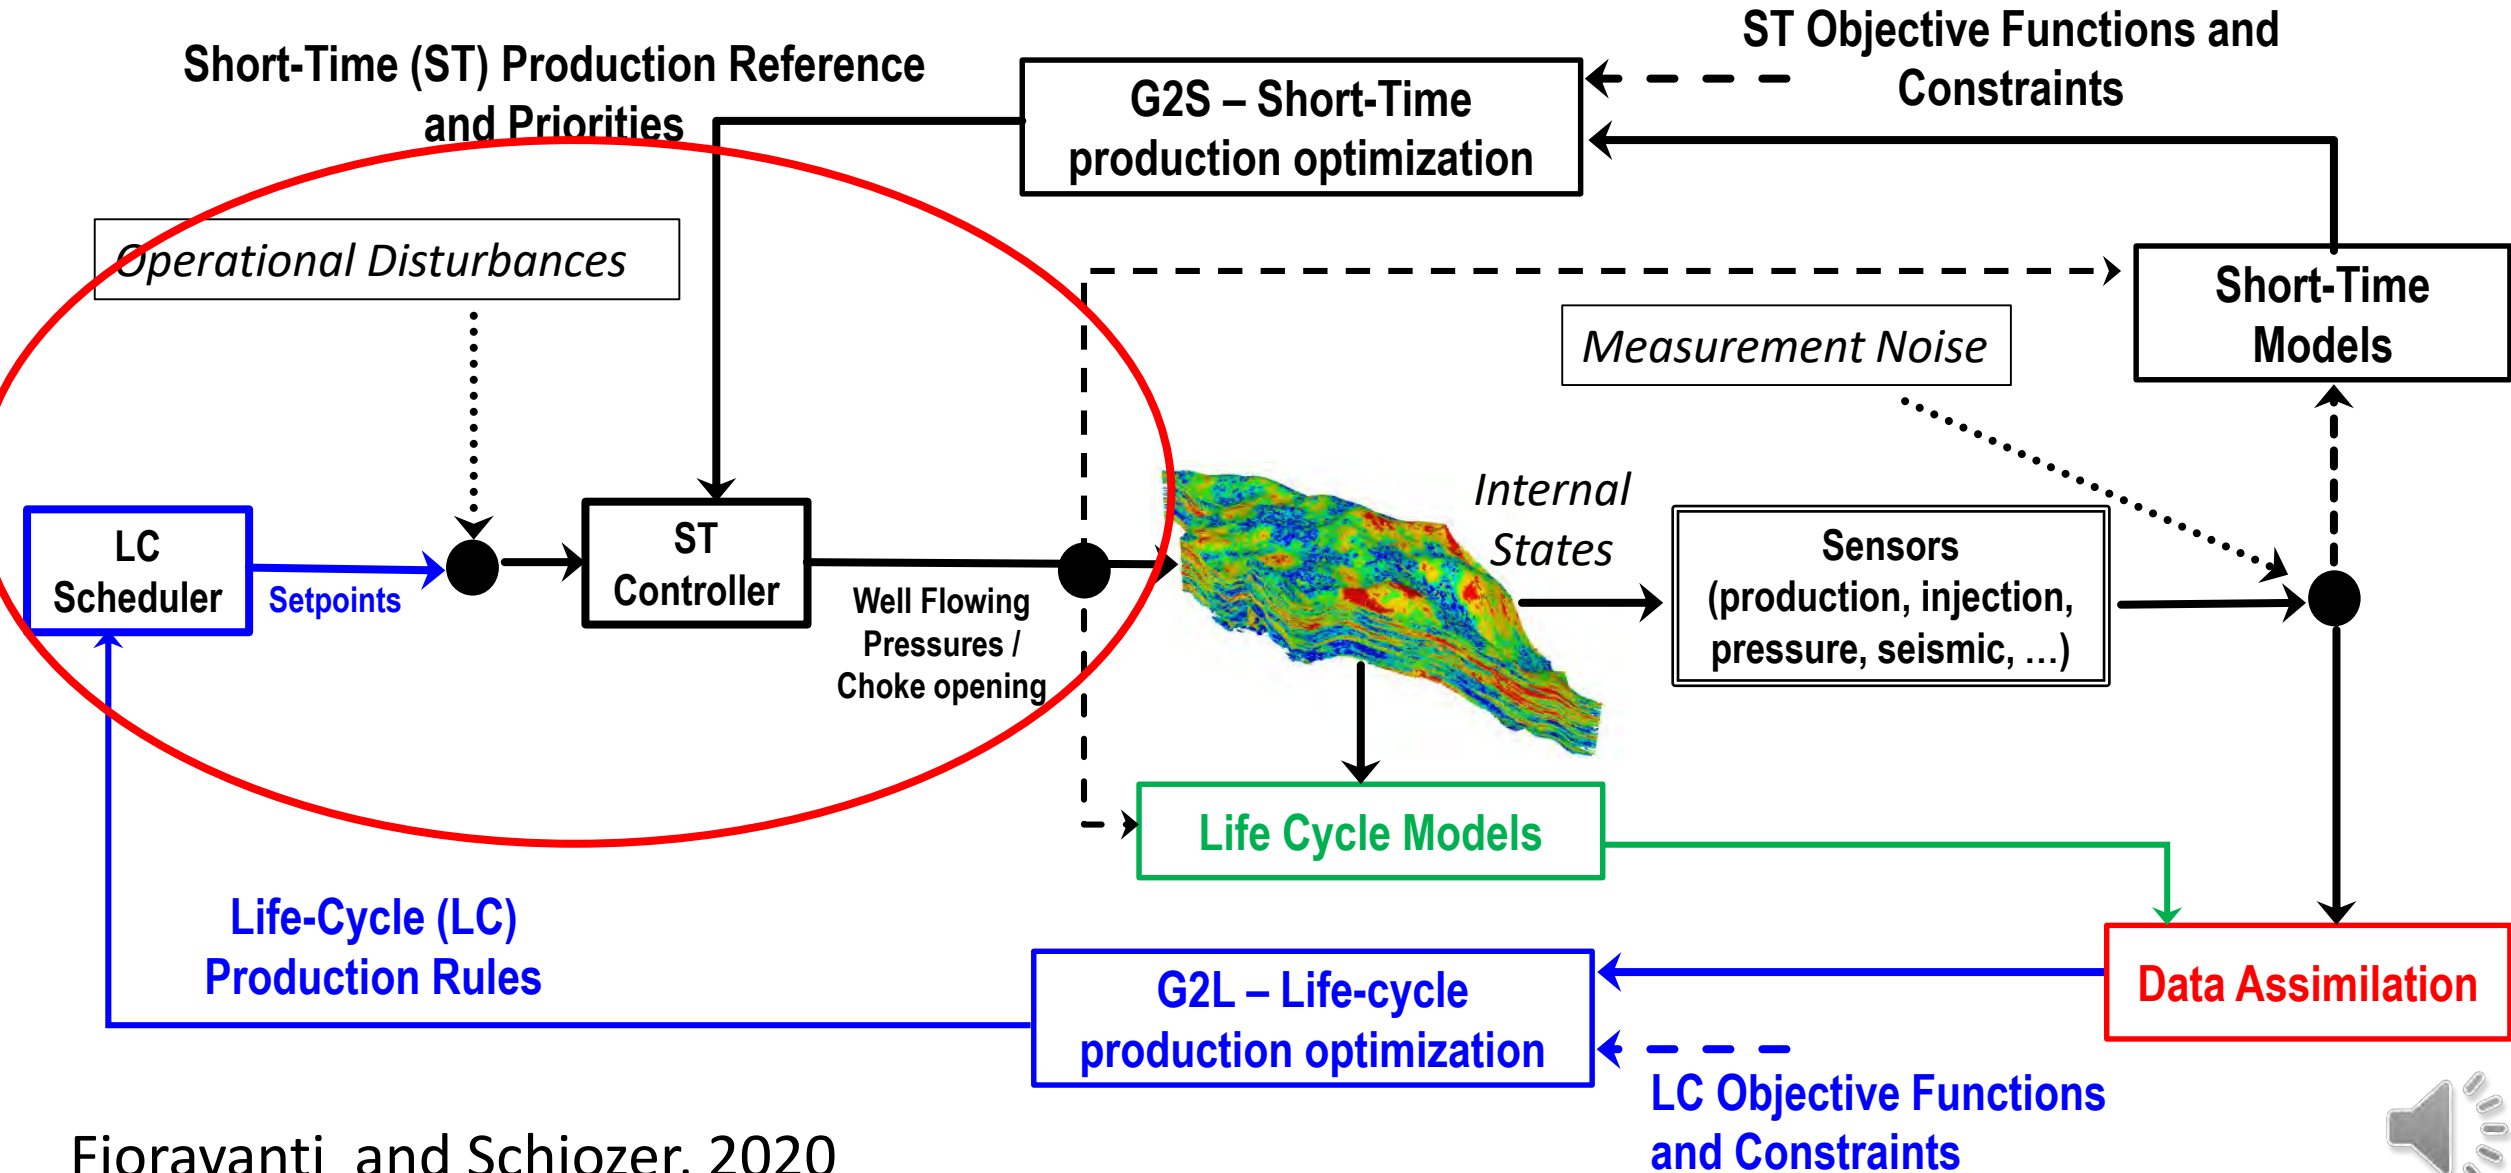 ST Objective Functions and
Constraints
Short-Time (ST) Production Reference
and Priorities
G2S – Short-Time
production optimization
Operational Disturbances
Short-Time
Models
Measurement Noise
Internal
States
LC
Scheduler
Setpoints
ST
Controller
Well Flowing
Pressures /
Choke opening
Sensors
(production, injection,
pressure, seismic, ...)
Life Cycle Models
Life-Cycle (LC)
Production Rules
G2L – Life-cycle
production optimization
Data Assimilation
LC Objective Functions
and Constraints
Fioravanti and Schiozer, 2020